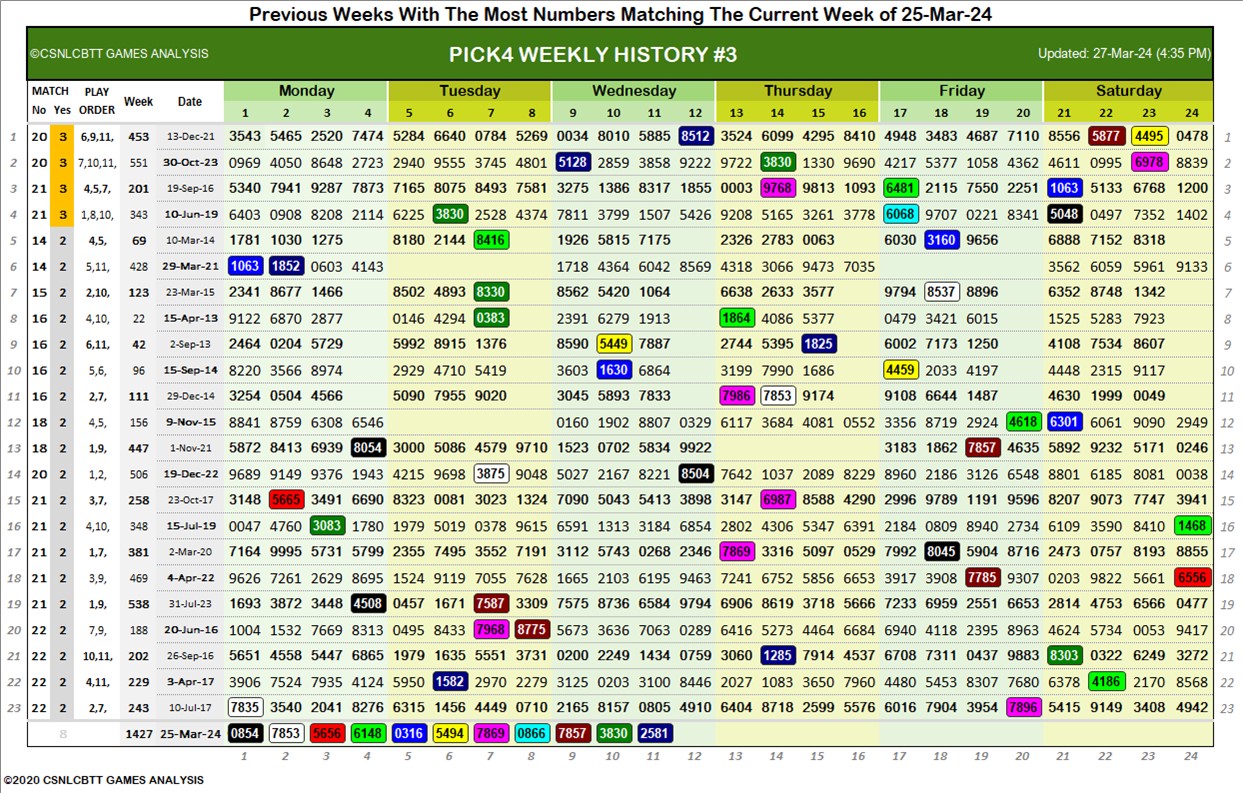 Previous Weeks With The Most Numbers Matching The Current Week of 25-Mar-24
©CSNLCBTT GAMES ANALYSIS PICK4 WEEKLY HISTORY #3 Updated: 27-Mar-24 (4:35 PM)
MATCH PLAY Week Date Monday Tuesday Wednesday Thursday Friday Saturday
No Yes ORDER 1 2 3 4 5 6 7 8 9 10 11 12 13 14 15 16 17 18 19 20 21 22 23 24
1 20 3 6,9,11, 453 13-Dec-21 3543 5465 2520 7474 5284 6640 0784 5269 0034 8010 5885 8512 3524 6099 4295 8410 4948 3483 4687 7110 8556 5877 4495 0478 1
2 20 3 7,10,11, 551 30-Oct-23 0969 4050 8648 2723 2940 9555 3745 4801 5128 2859 3858 9222 9722 3830 1330 9690 4217 5377 1058 4362 4611 0995 6978 8839 2
3 21 3 4,5,7, 201 19-Sep-16 5340 7941 9287 7873 7165 8075 8493 7581 3275 1386 8317 1855 0003 9768 9813 1093 6481 2115 7550 2251 1063 5133 6768 1200 3
4 21 3 1,8,10, 343 10-Jun-19 6403 0908 8208 2114 6225 3830 2528 4374 7811 3799 1507 5426 9208 5165 3261 3778 6068 9707 0221 8341 5048 0497 7352 1402 4
5 14 2 4,5, 69 10-Mar-14 1781 1030 1275 8180 2144 8416 1926 5815 7175 2326 2783 0063 6030 3160 9656 6888 7152 8318 5
6 14 2 5,11, 428 29-Mar-21 1063 1852 0603 4143 1718 4364 6042 8569 4318 3066 9473 7035 3562 6059 5961 9133 6
7 15 2 2,10, 123 23-Mar-15 2341 8677 1466 8502 4893 8330 8562 5420 1064 6638 2633 3577 9794 8537 8896 6352 8748 1342 7
8 16 2 4,10, 22 15-Apr-13 9122 6870 2877 0146 4294 0383 2391 6279 1913 1864 4086 5377 0479 3421 6015 1525 5283 7923 8
9 16 2 6,11, 42 2-Sep-13 2464 0204 5729 5992 8915 1376 8590 5449 7887 2744 5395 1825 6002 7173 1250 4108 7534 8607 9
10 16 2 5,6, 96 15-Sep-14 8220 3566 8974 2929 4710 5419 3603 1630 6864 3199 7990 1686 4459 2033 4197 4448 2315 9117 10
11 16 2 2,7, 111 29-Dec-14 3254 0504 4566 5090 7955 9020 3045 5893 7833 7986 7853 9174 9108 6644 1487 4630 1999 0049 11
12 18 2 4,5, 156 9-Nov-15 8841 8759 6308 6546 0160 1902 8807 0329 6117 3684 4081 0552 3356 8719 2924 4618 6301 6061 9090 2949 12
13 18 2 1,9, 447 1-Nov-21 5872 8413 6939 8054 3000 5086 4579 9710 1523 0702 5834 9922 3183 1862 7857 4635 5892 9232 5171 0246 13
14 20 2 1,2, 506 19-Dec-22 9689 9149 9376 1943 4215 9698 3875 9048 5027 2167 8221 8504 7642 1037 2089 8229 8960 2186 3126 6548 8801 6185 9081 0038 14
15 21 2 3,7, 258 23-Oct-17 3148 5665 3491 6690 8323 0081 3023 1324 7090 5043 5413 3896 3147 6987 8588 4290 2996 9789 1191 9596 8207 9073 7747 3941 15
16 21 2 4,10, 348 15-Jul-19 0047 4760 3083 1780 1979 5019 0378 9615 6591 1313 3184 6854 2802 4306 5347 6391 2184 0809 8940 2734 6109 3590 8410 1468 16
17 21 2 1,7, 381 2-Mar-20 7164 9995 5731 5799 2355 7495 3552 7191 3112 5743 0268 2346 7869 3316 5097 0529 7992 8045 5904 8716 2473 0757 8193 8855 17
18 21 2 3,9, 469 4-Apr-22 9626 7261 2629 8695 1524 9119 7055 7628 1665 2103 6195 9463 7241 6752 5856 6653 3917 3908 7785 9307 0203 9822 5661 6556 18
19 21 2 1,9, 538 31-Jul-23 1693 3872 3448 4508 0457 1671 7587 3309 7575 8736 6584 9794 6906 8619 3718 5666 7233 6959 2551 6653 2814 4753 6566 0477 19
20 22 2 7,9, 188 20-Jun-16 1004 1532 7669 8313 0495 8433 7968 8775 5673 3636 7063 0289 6416 5273 4464 6684 6940 4118 2395 8963 4624 5734 0053 9417 20
21 22 2 10,11, 202 26-Sep-16 5651 4558 5447 6865 1979 1635 5551 3731 0200 2249 1434 0759 3060 1285 7914 4537 6708 7311 0437 9883 8303 0322 6249 3272 21
22 22 2 4,11, 229 3-Apr-17 3906 7524 7935 4124 5950 1582 2970 2279 3125 0203 3100 8446 2027 1083 3650 7960 4480 5453 8307 7680 6378 4186 2170 8568 22
23 22 2 2,7, 243 10-Jul-17 7835 3540 2041 8276 6315 1456 4449 0710 2165 8157 0805 4910 6404 8718 2599 5576 6016 7904 3954 7896 5415 9149 3408 4942 23
8 1427 25-Mar-24 0854 7853 5656 6148 0316 5494 7869 0866 7857 3830 2581
1 2 3 4 5 6 7 8 9 10 11 12 13 14 15 16 17 18 19 20 21 22 23 24
©2020 CSNLCBTT GAMES ANALYSIS